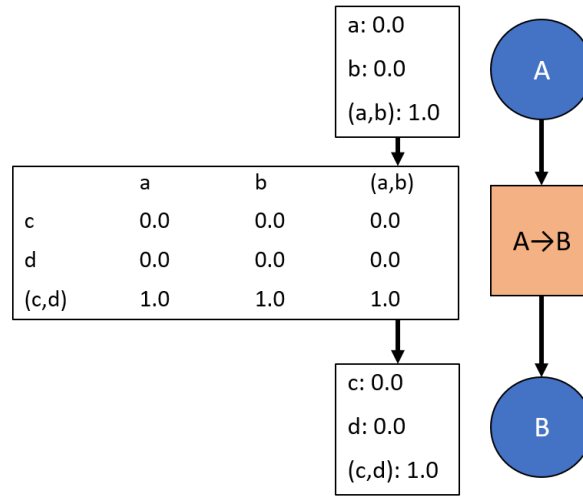 a: 0.0
b: 0.0
(a,b): 1.0
A
a b (a,b)
c 0.0 0.0 0.0
d 0.0 0.0 0.0
(c,d) 1.0 1.0 1.0
A→B
c: 0.0
d: 0.0
(c,d): 1.0
B